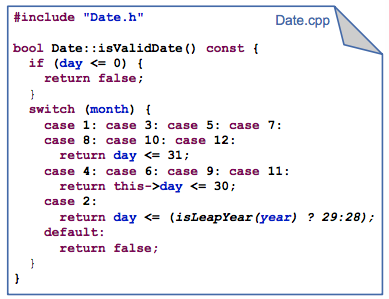 #include "Date.h"
Date.cpp
bool Date::isValidDate() const {
  if (day <= 0) {
    return false;
  }
  switch (month) {
    case 1: case 3: case 5: case 7:
    case 8: case 10: case 12:
      return day <= 31;
    case 4: case 6: case 9: case 11:
      return this->day <= 30;
    case 2:
      return day <= (isLeapYear(year) ? 29:28);
    default:
      return false;
  }
}